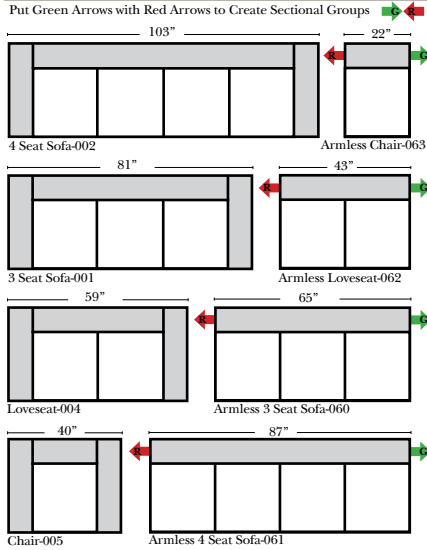 Put Green Arrows with Red Arrows to Create Sectional Groups G R
103” 22”
R G
4 Seat Sofa-002 Armless Chair-063
81” 43”
R G
3 Seat Sofa-001 Armless Loveseat-062
59” 65”
R G
Loveseat-004 Armless 3 Seat Sofa-060
40” 87”
R G
Chair-005 Armless 4 Seat Sofa-061